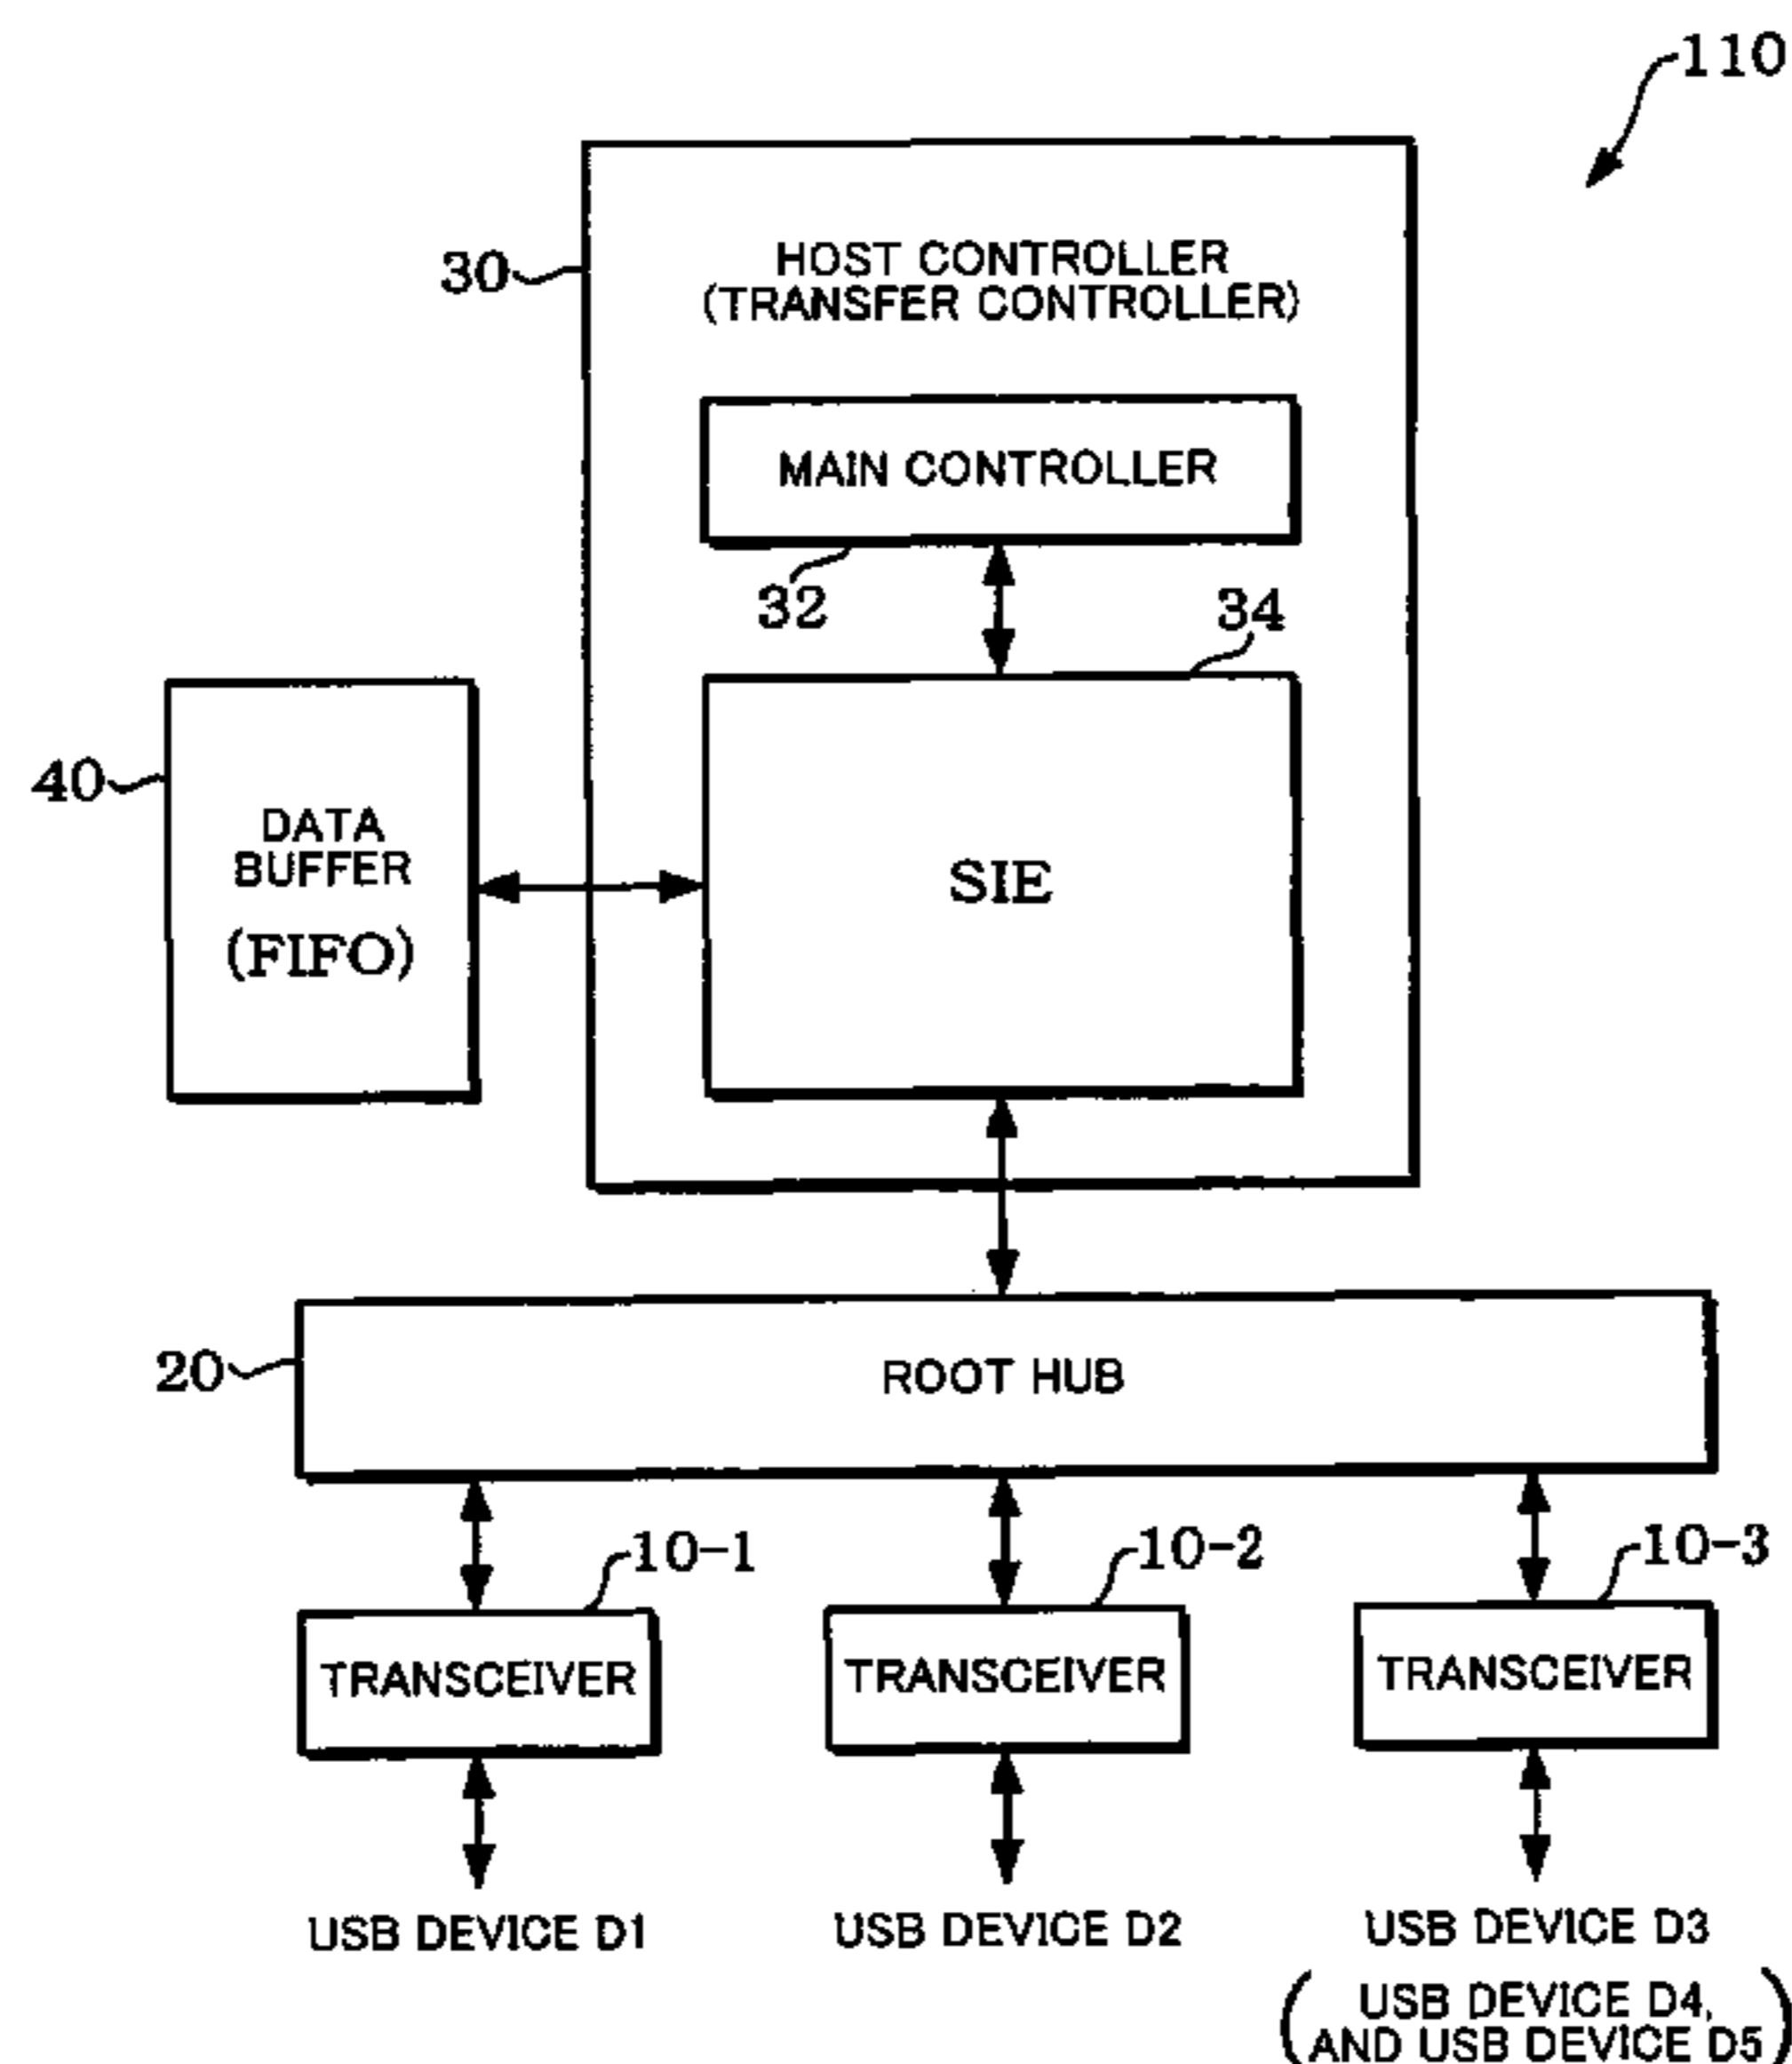 110
30
HOST CONTROLLER
(TRANSFER CONTROLLER)
MAIN CONTROLLER
32
34
40
DATA
BUFFER
(FIFO)
SIE
20
ROOT HUB
10-1
10-2
10-3
TRANSCEIVER
TRANSCEIVER
TRANSCEIVER
USB DEVICE D1
USB DEVICE D2
USB DEVICE D3
(USB DEVICE D4,
AND USB DEVICE D5)